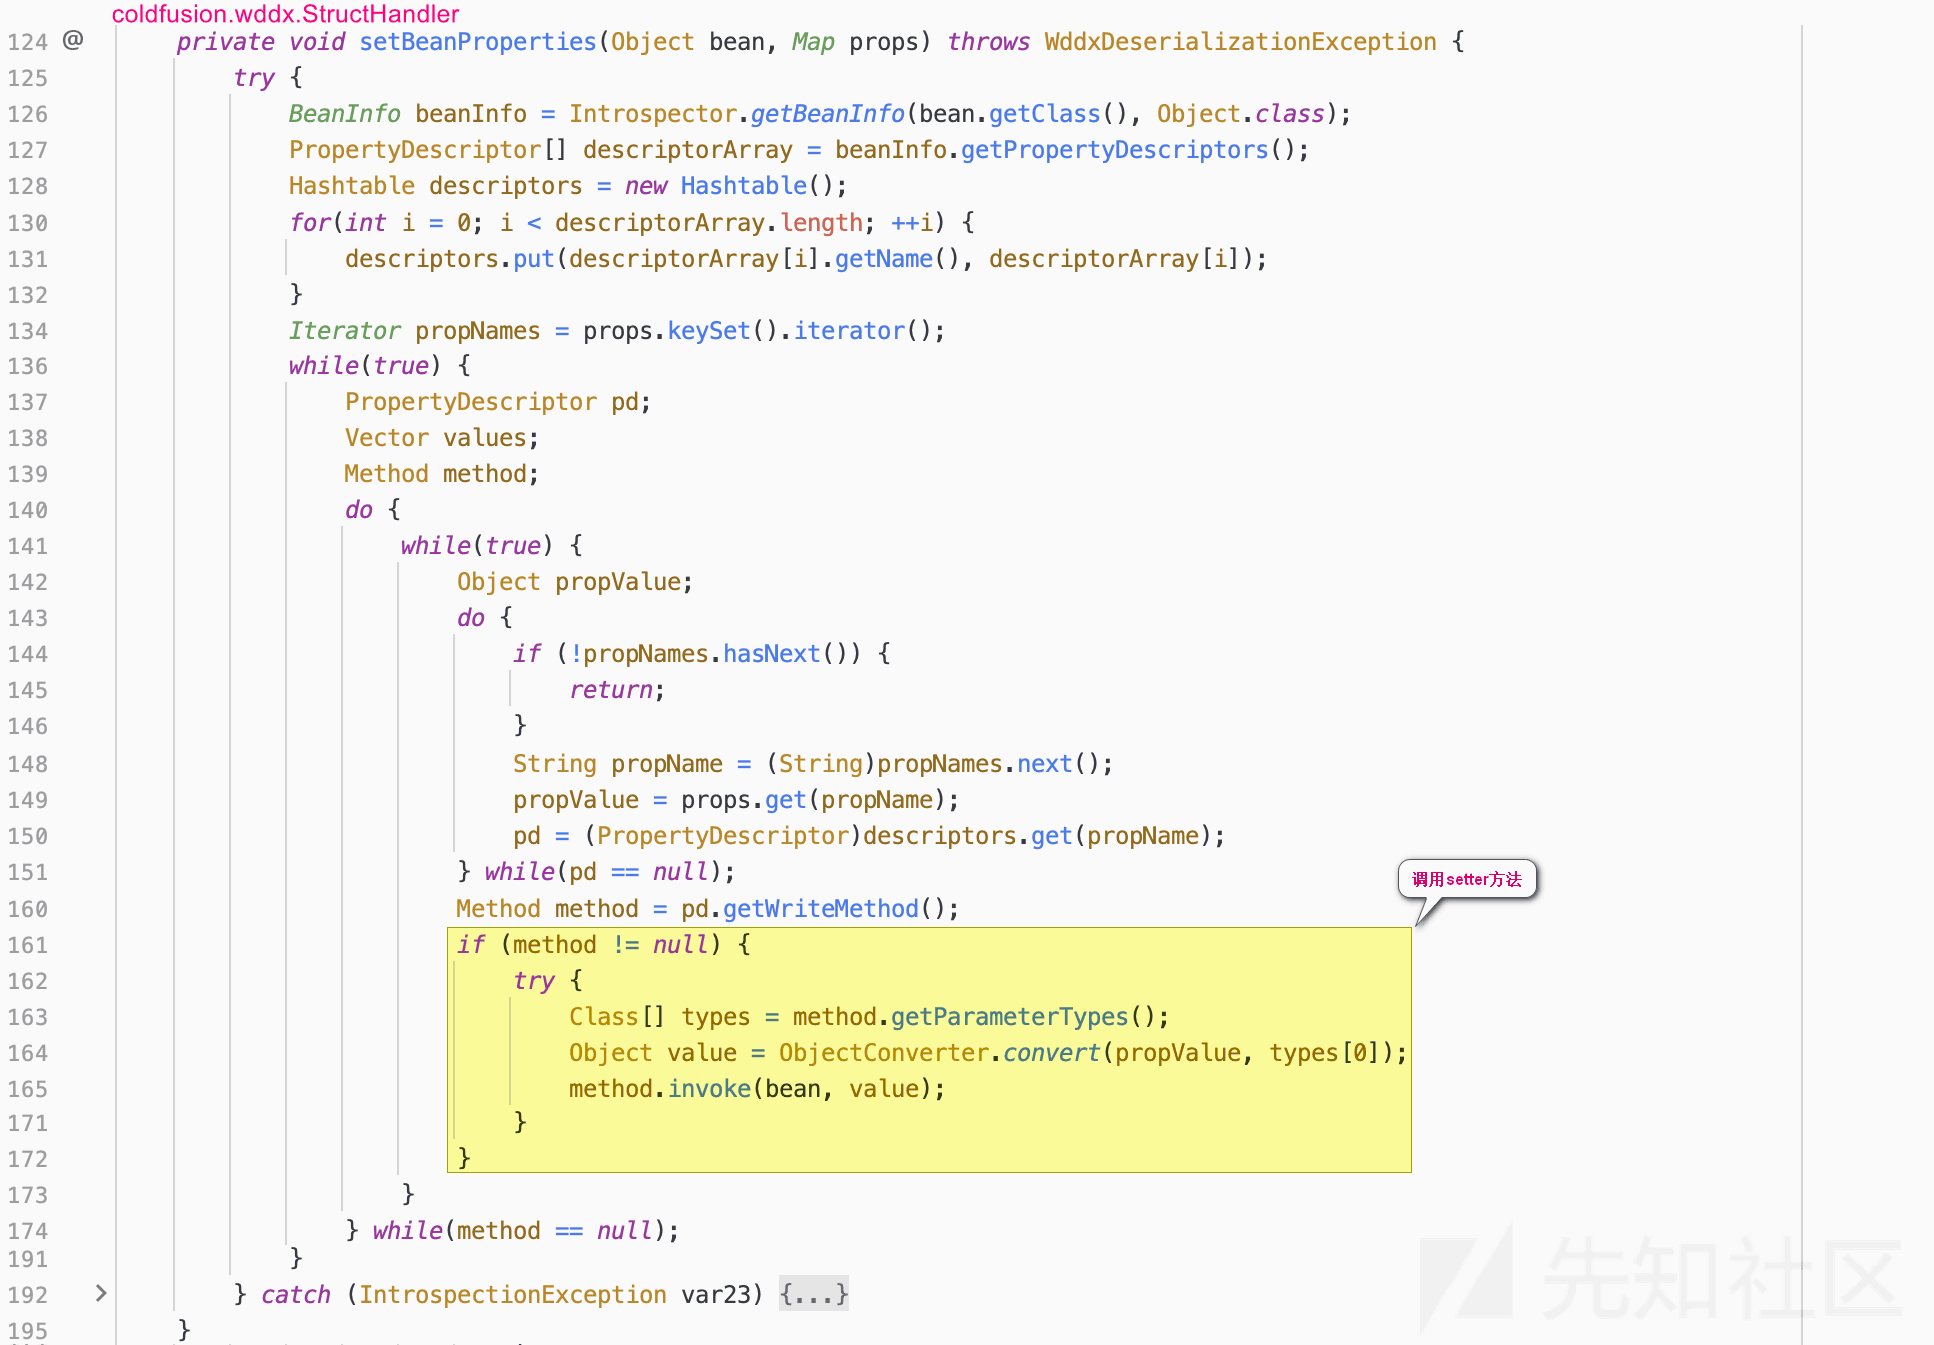 coldfusion.wddx.StructHandler
124 @ private void setBeanProperties(Object bean, Map props) throws WddxDeserializationException {
125 try {
126 BeanInfo beanInfo = Introspector.getBeanInfo(bean.getClass(), Object.class);
127 PropertyDescriptor[] descriptorArray = beanInfo.getPropertyDescriptors();
128 Hashtable descriptors = new Hashtable();
130 for(int i = 0; i < descriptorArray.length; ++i) {
131 descriptors.put(descriptorArray[i].getName(), descriptorArray[i]);
132 }
134 Iterator propNames = props.keySet().iterator();
136 while(true) {
137 PropertyDescriptor pd;
138 Vector values;
139 Method method;
140 do {
141 while(true) {
142 Object propValue;
143 do {
144 if (!propNames.hasNext()) {
145 return;
146 }
148 String propName = (String)propNames.next();
149 propValue = props.get(propName);
150 pd = (PropertyDescriptor)descriptors.get(propName);
151 } while(pd == null);
调用setter方法
160 Method method = pd.getWriteMethod();
161 if (method != null) {
162 try {
163 Class[] types = method.getParameterTypes();
164 Object value = ObjectConverter.convert(propValue, types[0]);
165 method.invoke(bean, value);
171 }
172 }
173 }
174 } while(method == null);
191 }
192 } catch (IntrospectionException var23) {...}
195 }
先知社区